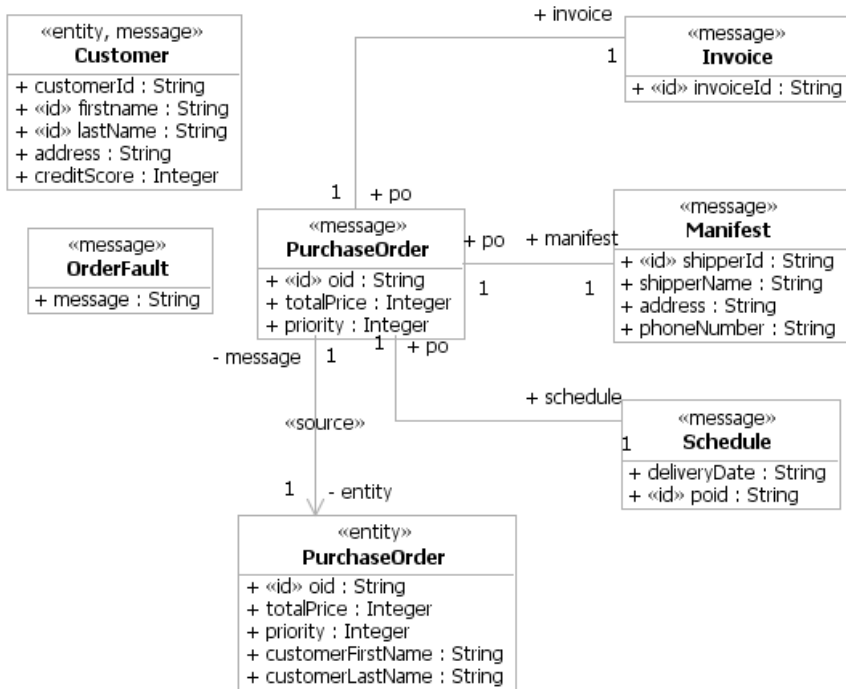 «entity, message»
Customer
+ customerId : String
+ «id» firstname : String
+ «id» lastName : String
+ address : String
+ creditScore : Integer
+ invoice
1
«message»
Invoice
+ «id» invoiceId : String
«message»
OrderFault
+ message : String
1
+ po
«message»
PurchaseOrder
+ «id» oid : String
+ totalPrice : Integer
+ priority : Integer
+ po
+ manifest
1
1
«message»
Manifest
+ «id» shipperId : String
+ shipperName : String
+ address : String
+ phoneNumber : String
- message
1
1
+ po
+ schedule
1
«message»
Schedule
+ deliveryDate : String
+ «id» poid : String
«source»
1
- entity
«entity»
PurchaseOrder
+ «id» oid : String
+ totalPrice : Integer
+ priority : Integer
+ customerFirstName : String
+ customerLastName : String